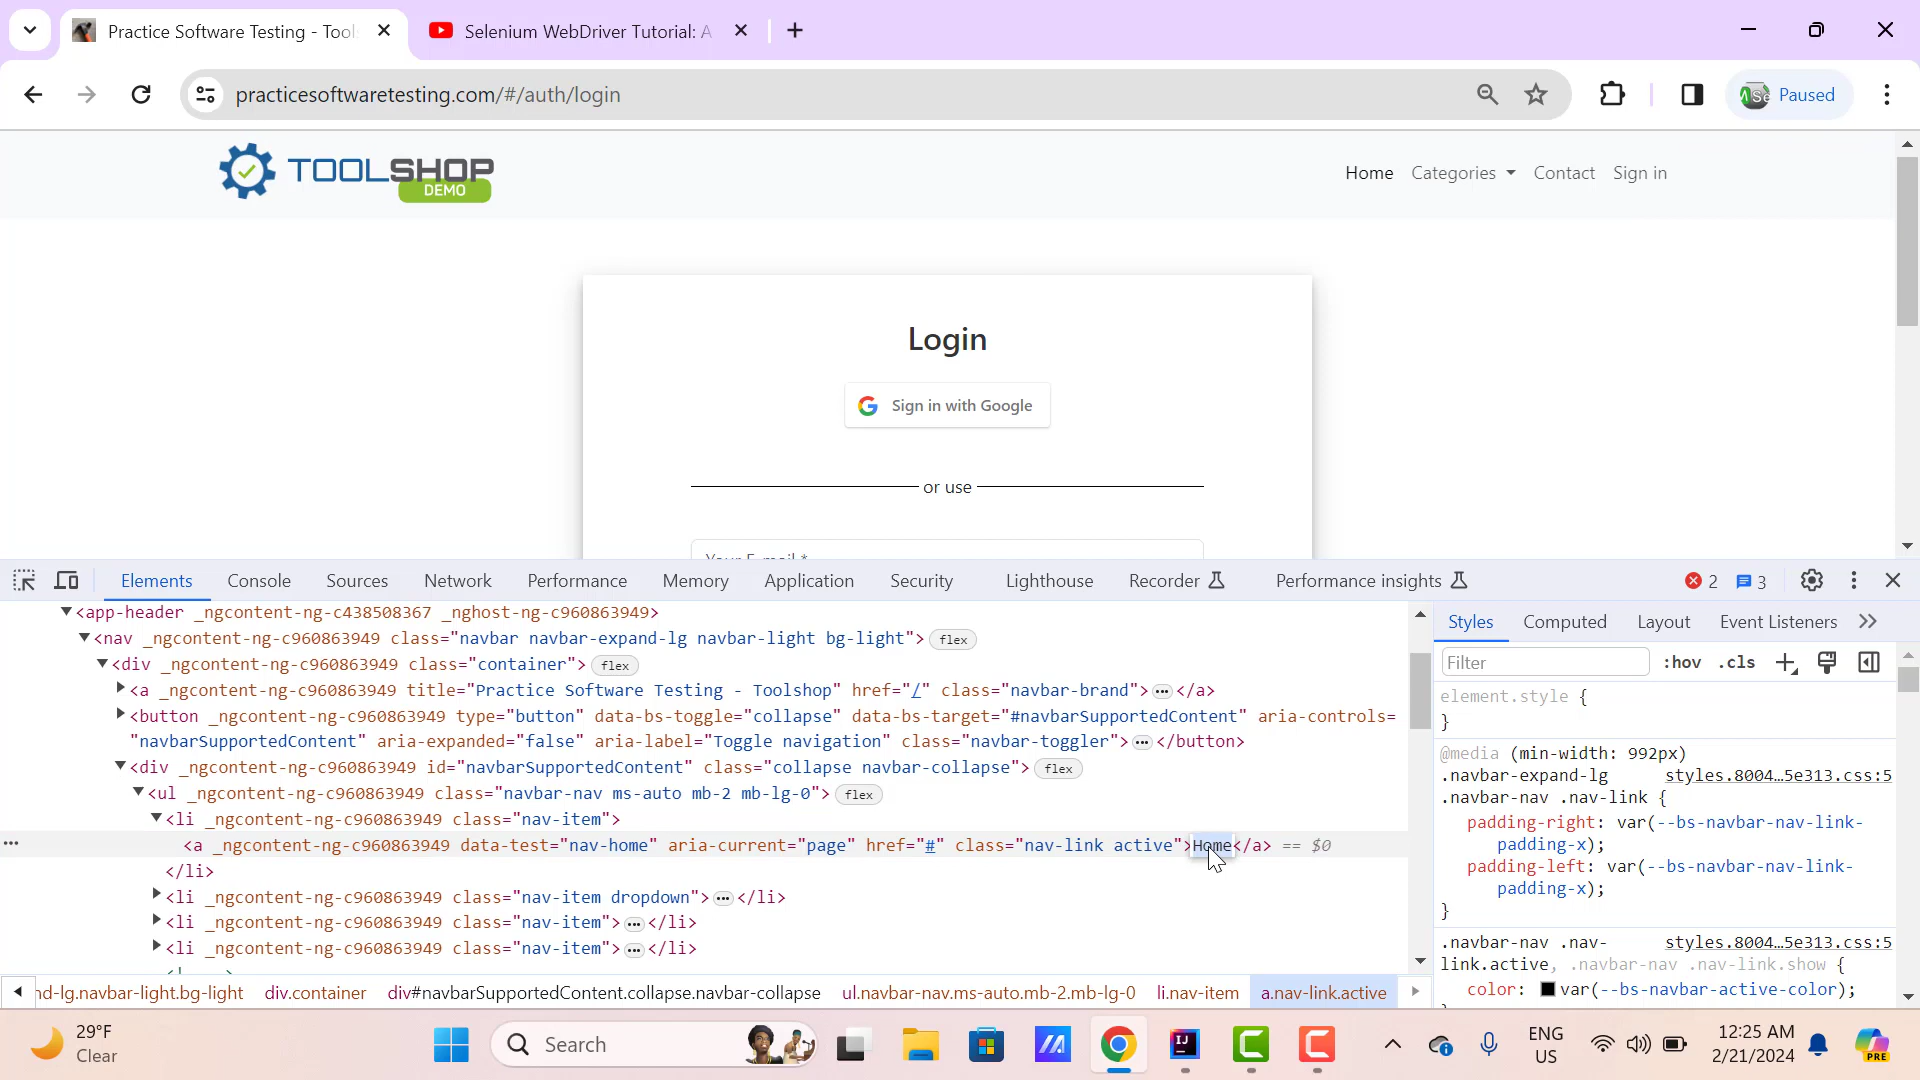 Practice Software Testing - Tool
Selenium WebDriver Tutorial: A
practicesoftwaretesting.com/#/auth/login
Paused
TOOLSHOP
DEMO
Home
Categories
Contact
Sign in
Login
Sign in with Google
or use
Your E-mail *
Elements
Console
Sources
Network
Performance
Memory
Application
Security
Lighthouse
Recorder
Performance insights
2
3
<app-header _ngcontent-ng-c438508367 _nghost-ng-c960863949>
<nav _ngcontent-ng-c960863949 class="navbar navbar-expand-lg navbar-light bg-light"> flex
<div _ngcontent-ng-c960863949 class="container"> flex
<a _ngcontent-ng-c960863949 title="Practice Software Testing - Toolshop" href="/" class="navbar-brand"> … </a>
<button _ngcontent-ng-c960863949 type="button" data-bs-toggle="collapse" data-bs-target="#navbarSupportedContent" aria-controls=
"navbarSupportedContent" aria-expanded="false" aria-label="Toggle navigation" class="navbar-toggler"> … </button>
<div _ngcontent-ng-c960863949 id="navbarSupportedContent" class="collapse navbar-collapse"> flex
<ul _ngcontent-ng-c960863949 class="navbar-nav ms-auto mb-2 mb-lg-0"> flex
<li _ngcontent-ng-c960863949 class="nav-item">
<a _ngcontent-ng-c960863949 data-test="nav-home" aria-current="page" href="#" class="nav-link active">Home</a> == $0
</li>
<li _ngcontent-ng-c960863949 class="nav-item dropdown"> … </li>
<li _ngcontent-ng-c960863949 class="nav-item"> … </li>
<li _ngcontent-ng-c960863949 class="nav-item"> … </li>
nd-lg.navbar-light.bg-light
div.container
div#navbarSupportedContent.collapse.navbar-collapse
ul.navbar-nav.ms-auto.mb-2.mb-lg-0
li.nav-item
a.nav-link.active
Styles
Computed
Layout
Event Listeners
Filter
:hov
.cls
element.style {
}
@media (min-width: 992px)
.navbar-expand-lg styles.8004…5e313.css:5
.navbar-nav .nav-link {
padding-right: var(--bs-navbar-nav-link-
padding-x);
padding-left: var(--bs-navbar-nav-link-
padding-x);
}
.navbar-nav .nav- styles.8004…5e313.css:5
link.active, .navbar-nav .nav-link.show {
color: var(--bs-navbar-active-color);
29°F
Clear
Search
PRE
ENG
US
12:25 AM
2/21/2024